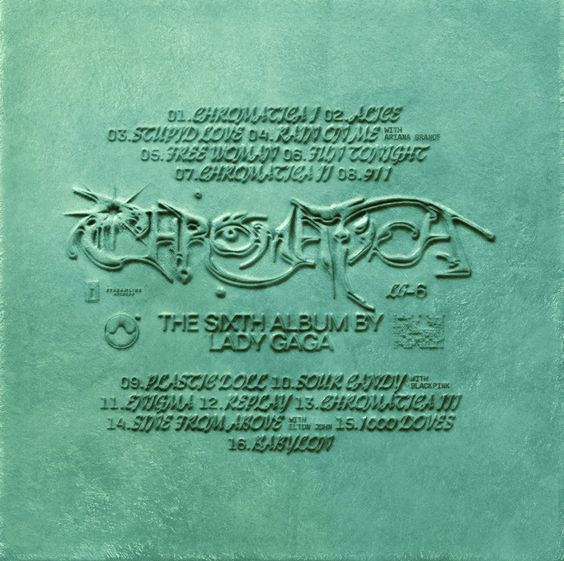 01.CHROMATICA I 02.ALICE
03.STUPID LOVE 04.RAIN ON ME WITH ARIANA GRANDE
05.FREE WOMAN 06.FUN TONIGHT
07.CHROMATICA II 08.911
CHROMATICA
LG-6
STREAMLINE RECORDS
THE SIXTH ALBUM BY
LADY GAGA
09.PLASTIC DOLL 10.SOUR CANDY WITH BLACKPINK
11.ENIGMA 12.REPLAY 13.CHROMATICA III
14.SINE FROM ABOVE WITH ELTON JOHN 15.1000 DOVES
16.BABYLON